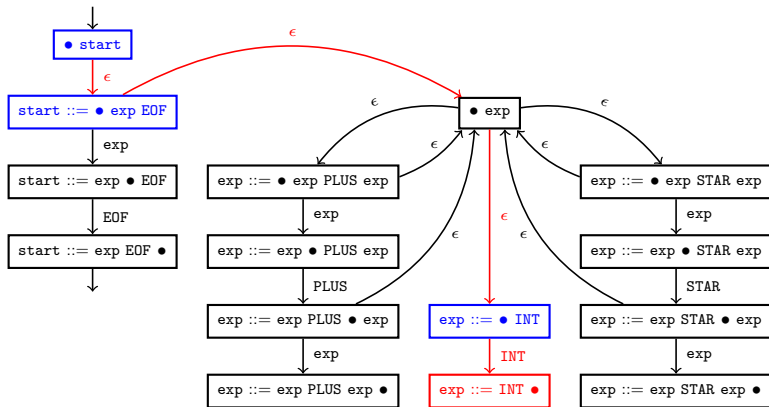 ● start
ϵ
ϵ
start ::= ● exp EOF
● exp
ϵ
ϵ
exp
ϵ
ϵ
start ::= exp ● EOF
exp ::= ● exp PLUS exp
exp ::= ● exp STAR exp
EOF
exp
ϵ
exp
start ::= exp EOF ●
exp ::= exp ● PLUS exp
ϵ
ϵ
exp ::= exp ● STAR exp
PLUS
STAR
exp ::= exp PLUS ● exp
exp ::= ● INT
exp ::= exp STAR ● exp
exp
INT
exp
exp ::= exp PLUS exp ●
exp ::= INT ●
exp ::= exp STAR exp ●